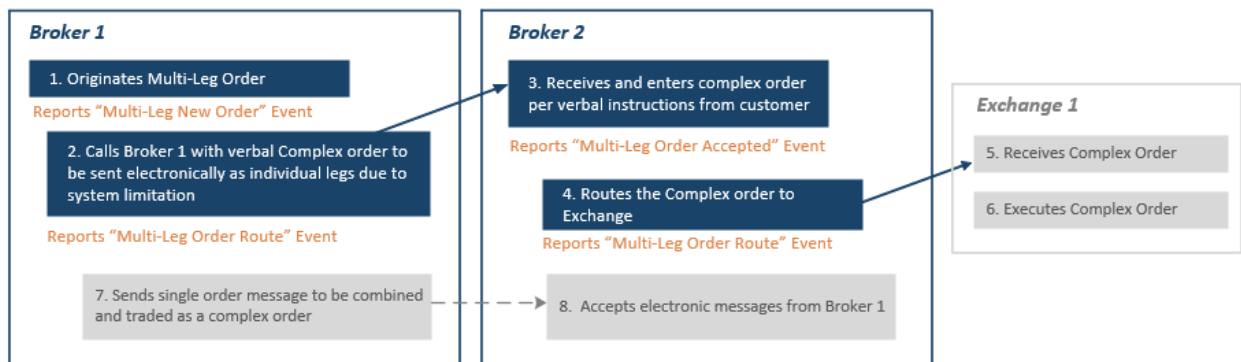 Broker 1
1. Originates Multi-Leg Order
Reports “Multi-Leg New Order” Event
2. Calls Broker 1 with verbal Complex order to
be sent electronically as individual legs due to
system limitation
Reports “Multi-Leg Order Route” Event
7. Sends single order message to be combined
and traded as a complex order
Broker 2
3. Receives and enters complex order
per verbal instructions from customer
Reports “Multi-Leg Order Accepted” Event
4. Routes the Complex order to
Exchange
Reports “Multi-Leg Order Route” Event
8. Accepts electronic messages from Broker 1
Exchange 1
5. Receives Complex Order
6. Executes Complex Order